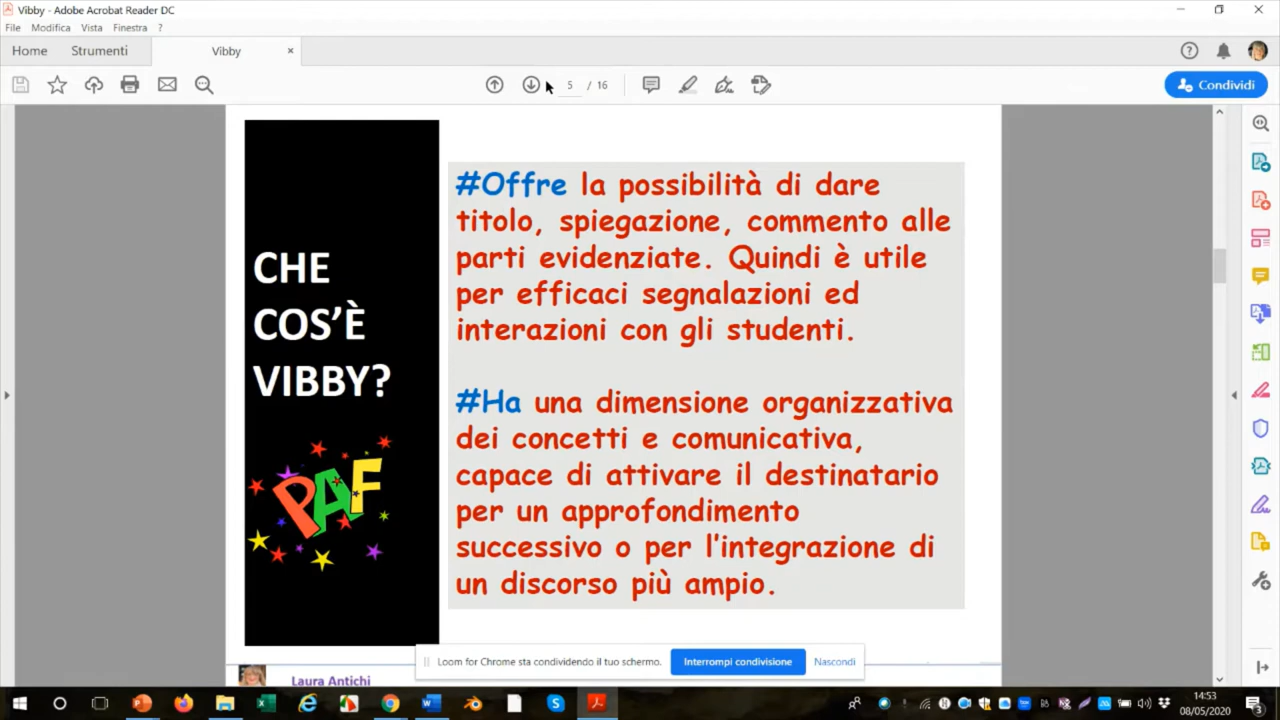 Vibby - Adobe Acrobat Reader DC
File Modifica Vista Finestra ?
Home Strumenti Vibby
5 / 16
Condividi
CHE
COS'È
VIBBY?
PAF
#Offre la possibilità di dare
titolo, spiegazione, commento alle
parti evidenziate. Quindi è utile
per efficaci segnalazioni ed
interazioni con gli studenti.
#Ha una dimensione organizzativa
dei concetti e comunicativa,
capace di attivare il destinatario
per un approfondimento
successivo o per l'integrazione di
un discorso più ampio.
Loom for Chrome sta condividendo il tuo schermo. Interrompi condivisione Nascondi
Laura Antichi
14:53
08/05/2020